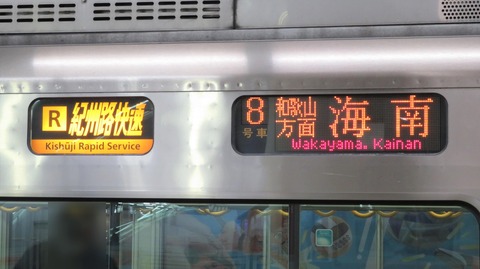 R 紀州路快速
Kishūji Rapid Service
8号車
和歌山方面 海南
Wakayama. Kainan